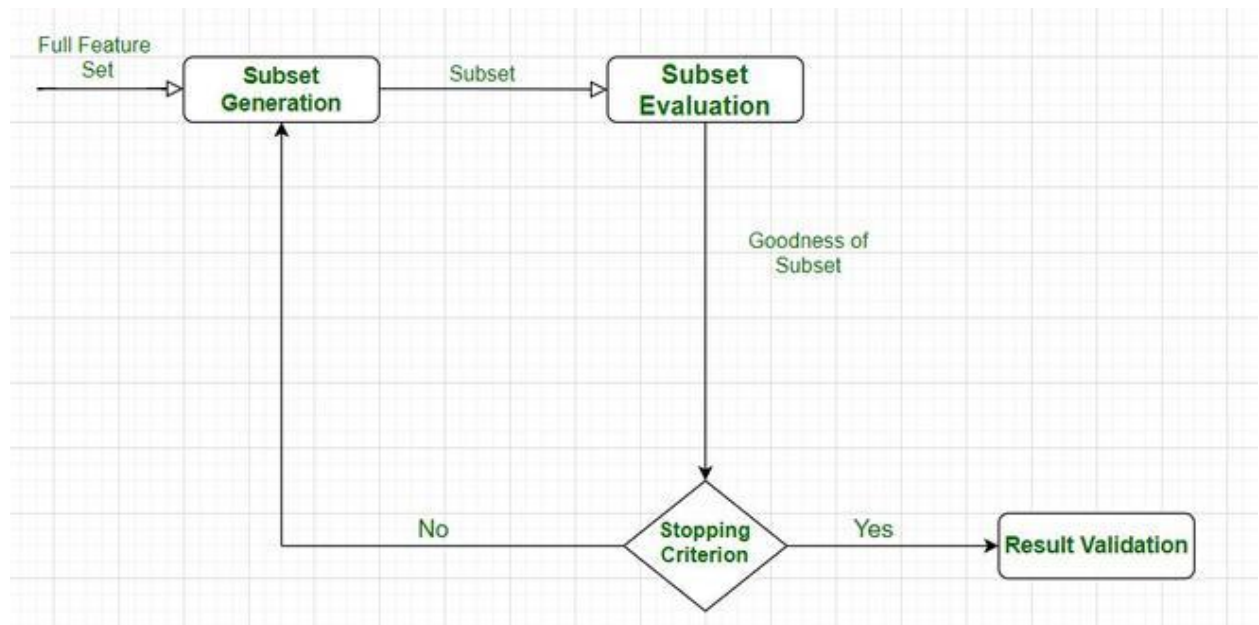 Full Feature
Set
Subset
Generation
Subset
Subset
Evaluation
Goodness of
Subset
No
Stopping
Criterion
Yes
Result Validation